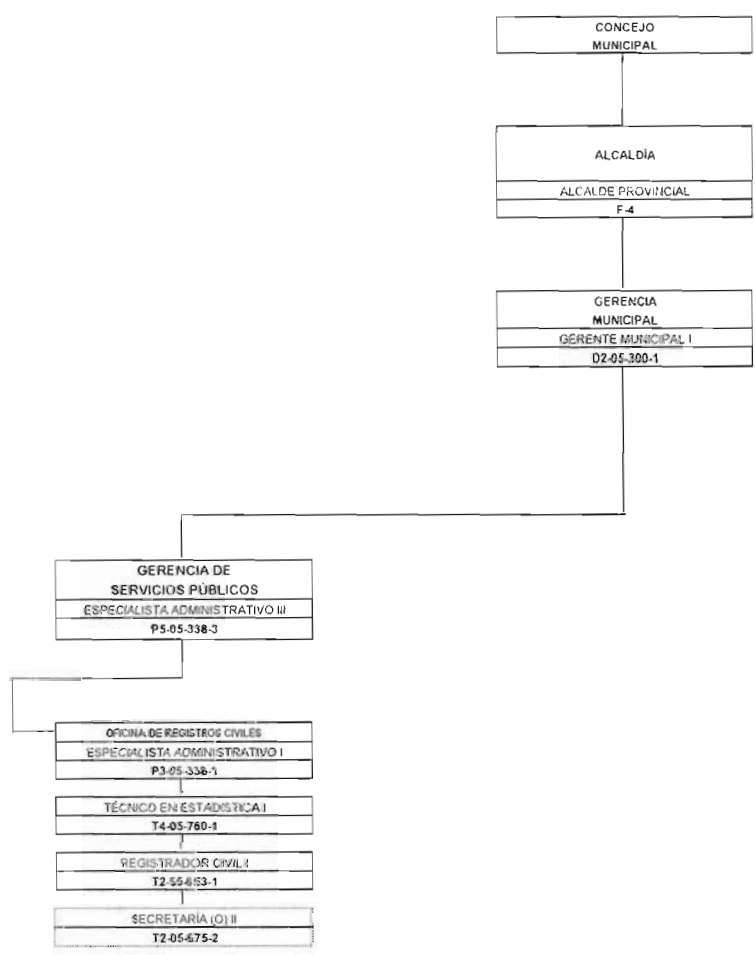 CONCEJO
MUNICIPAL
ALCALDÍA
ALCALDE PROVINCIAL
F-4
GERENCIA
MUNICIPAL
GERENTE MUNICIPAL I
D2-05-300-1
GERENCIA DE
SERVICIOS PÚBLICOS
ESPECIALISTA ADMINISTRATIVO III
P5-05-338-3
OFICINA DE REGISTROS CIVILES
ESPECIALISTA ADMINISTRATIVO I
P3-05-338-1
TÉCNICO EN ESTADÍSTICA I
T4-05-760-1
REGISTRADOR CIVIL I
SECRETARÍA (O) II
T2-05-675-2